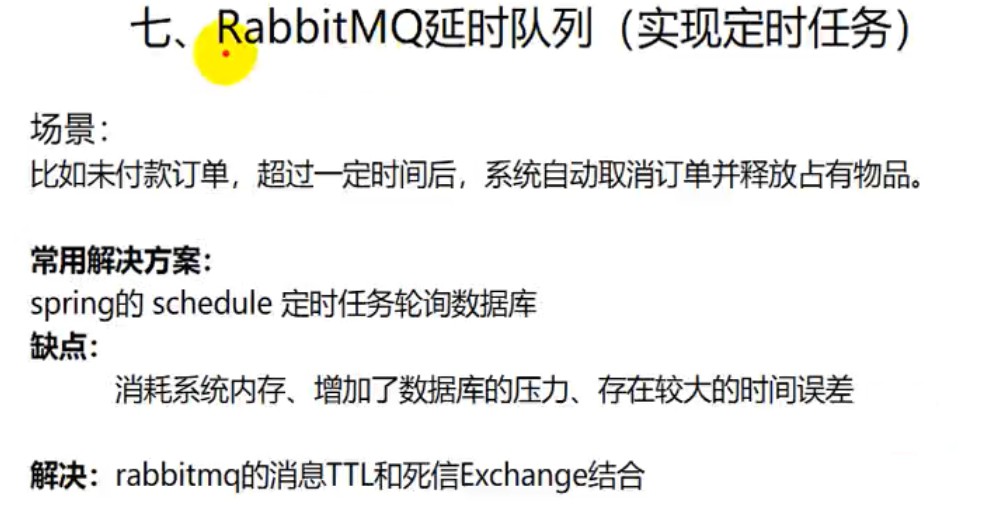 七、RabbitMQ延时队列（实现定时任务）
场景：
比如未付款订单，超过一定时间后，系统自动取消订单并释放占有物品。
常用解决方案：
spring的 schedule 定时任务轮询数据库
缺点：
消耗系统内存、增加了数据库的压力、存在较大的时间误差
解决：rabbitmq的消息TTL和死信Exchange结合